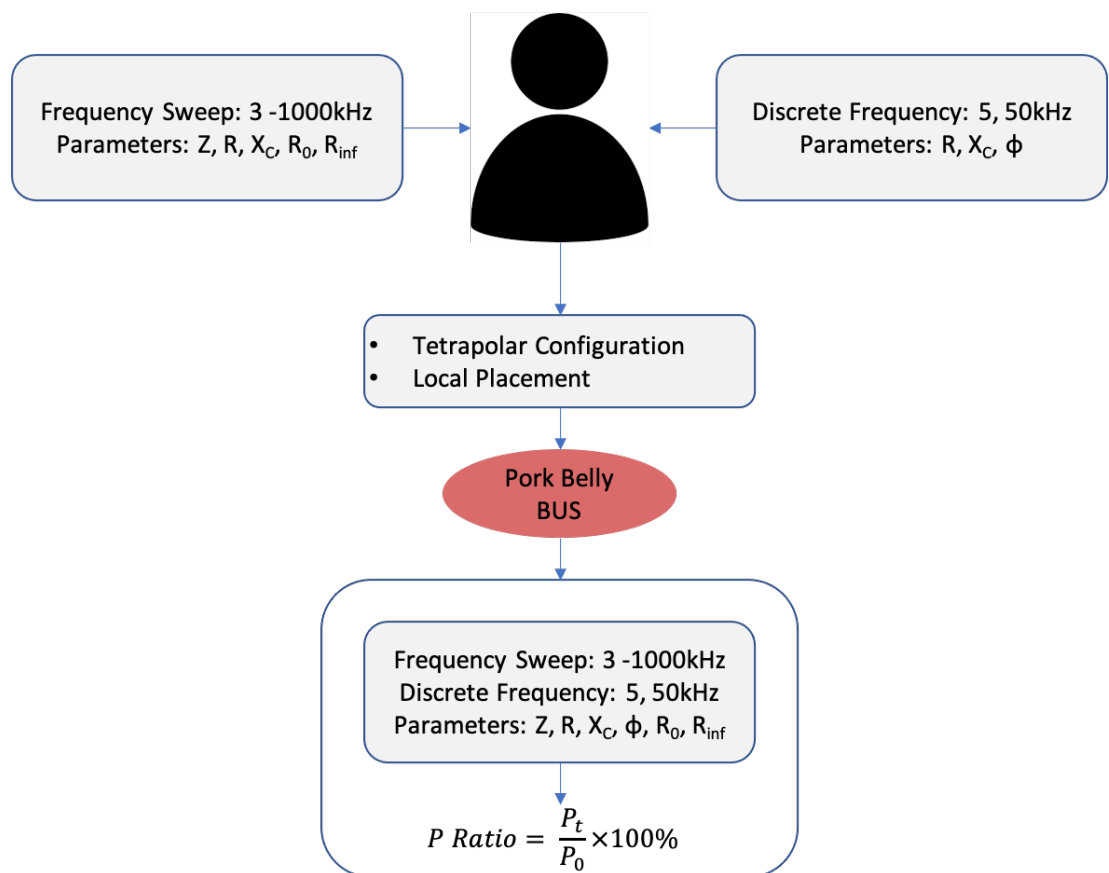 Frequency Sweep: 3 -1000kHz
Parameters: Z, R, X_C, R_0, R_inf
Discrete Frequency: 5, 50kHz
Parameters: R, X_C, ϕ
• Tetrapolar Configuration
• Local Placement
Pork Belly
BUS
Frequency Sweep: 3 -1000kHz
Discrete Frequency: 5, 50kHz
Parameters: Z, R, X_C, ϕ, R_0, R_inf
P Ratio = P_t/P_0 ×100%